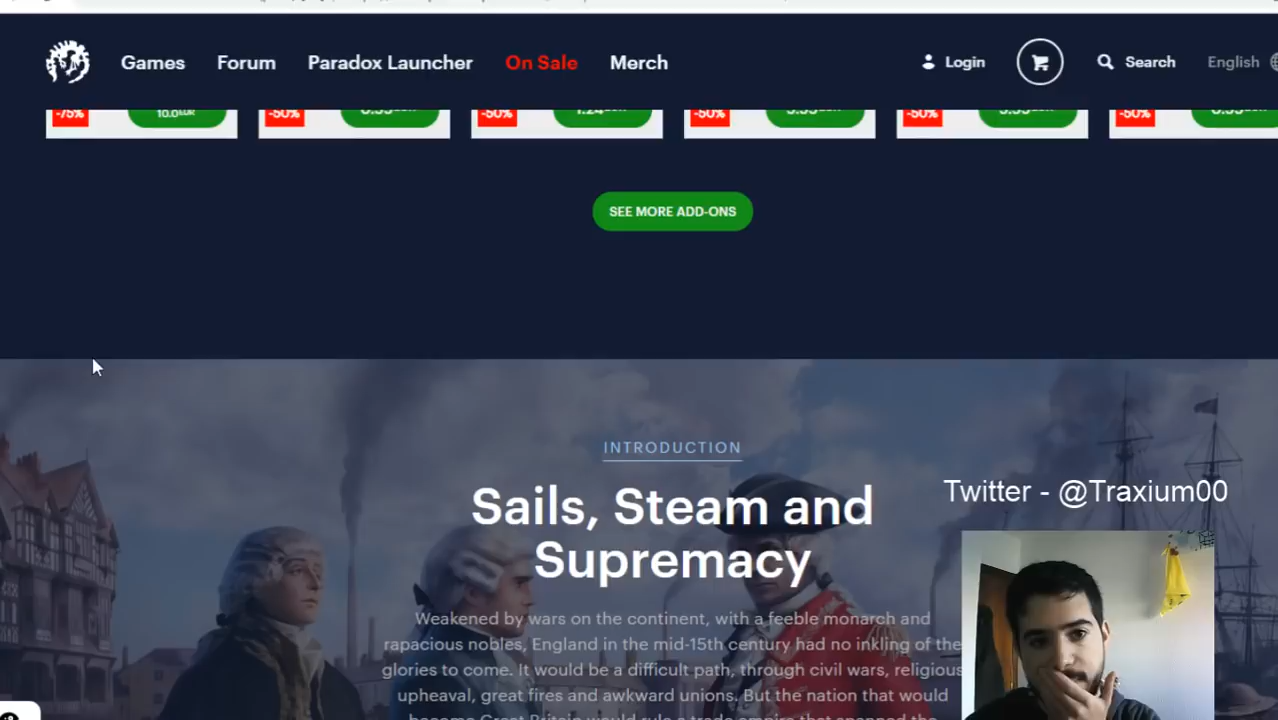 Games Forum Paradox Launcher On Sale Merch Login Search English
-75% -50% -50% -50% -50% -50%
SEE MORE ADD-ONS
INTRODUCTION
Sails, Steam and
Supremacy
Twitter - @Traxium00
Weakened by wars on the continent, with a feeble monarch and
rapacious nobles, England in the mid-15th century had no inkling of the
glories to come. It would be a difficult path, through civil wars, religious
upheaval, great fires and awkward unions. But the nation that would